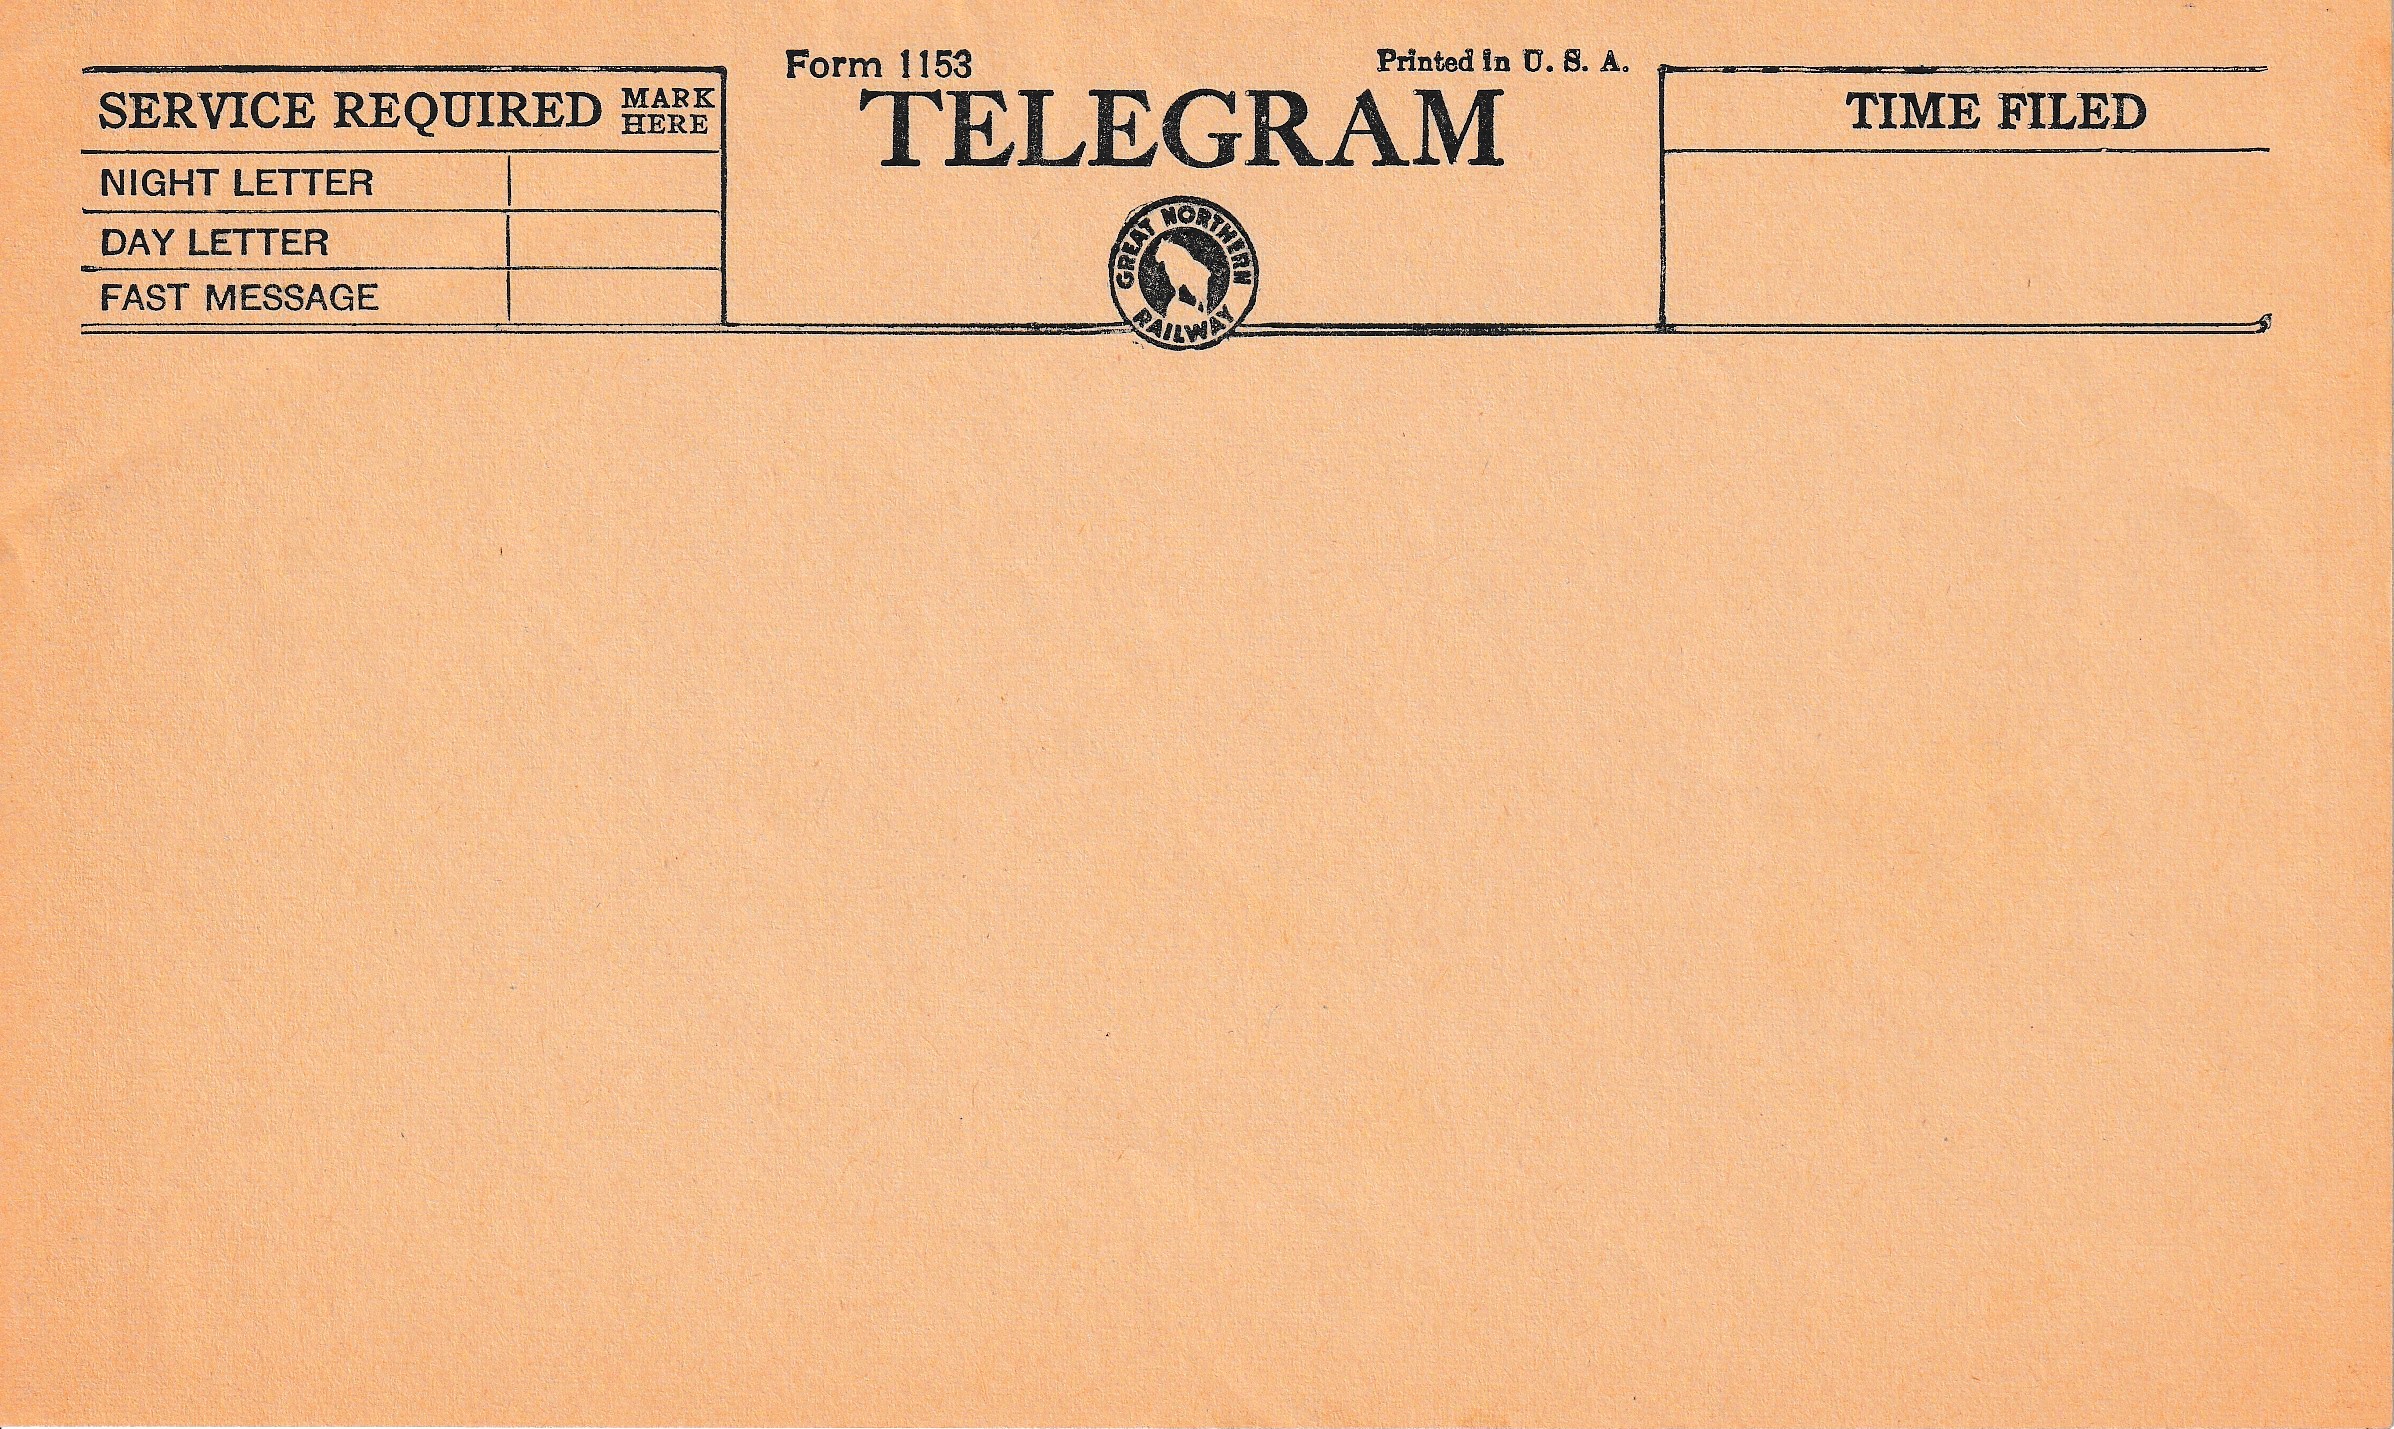 Form 1153
Printed in U. S. A.
SERVICE REQUIRED MARK HERE
TELEGRAM
TIME FILED
NIGHT LETTER
DAY LETTER
FAST MESSAGE
GREAT NORTHERN
RAILWAY